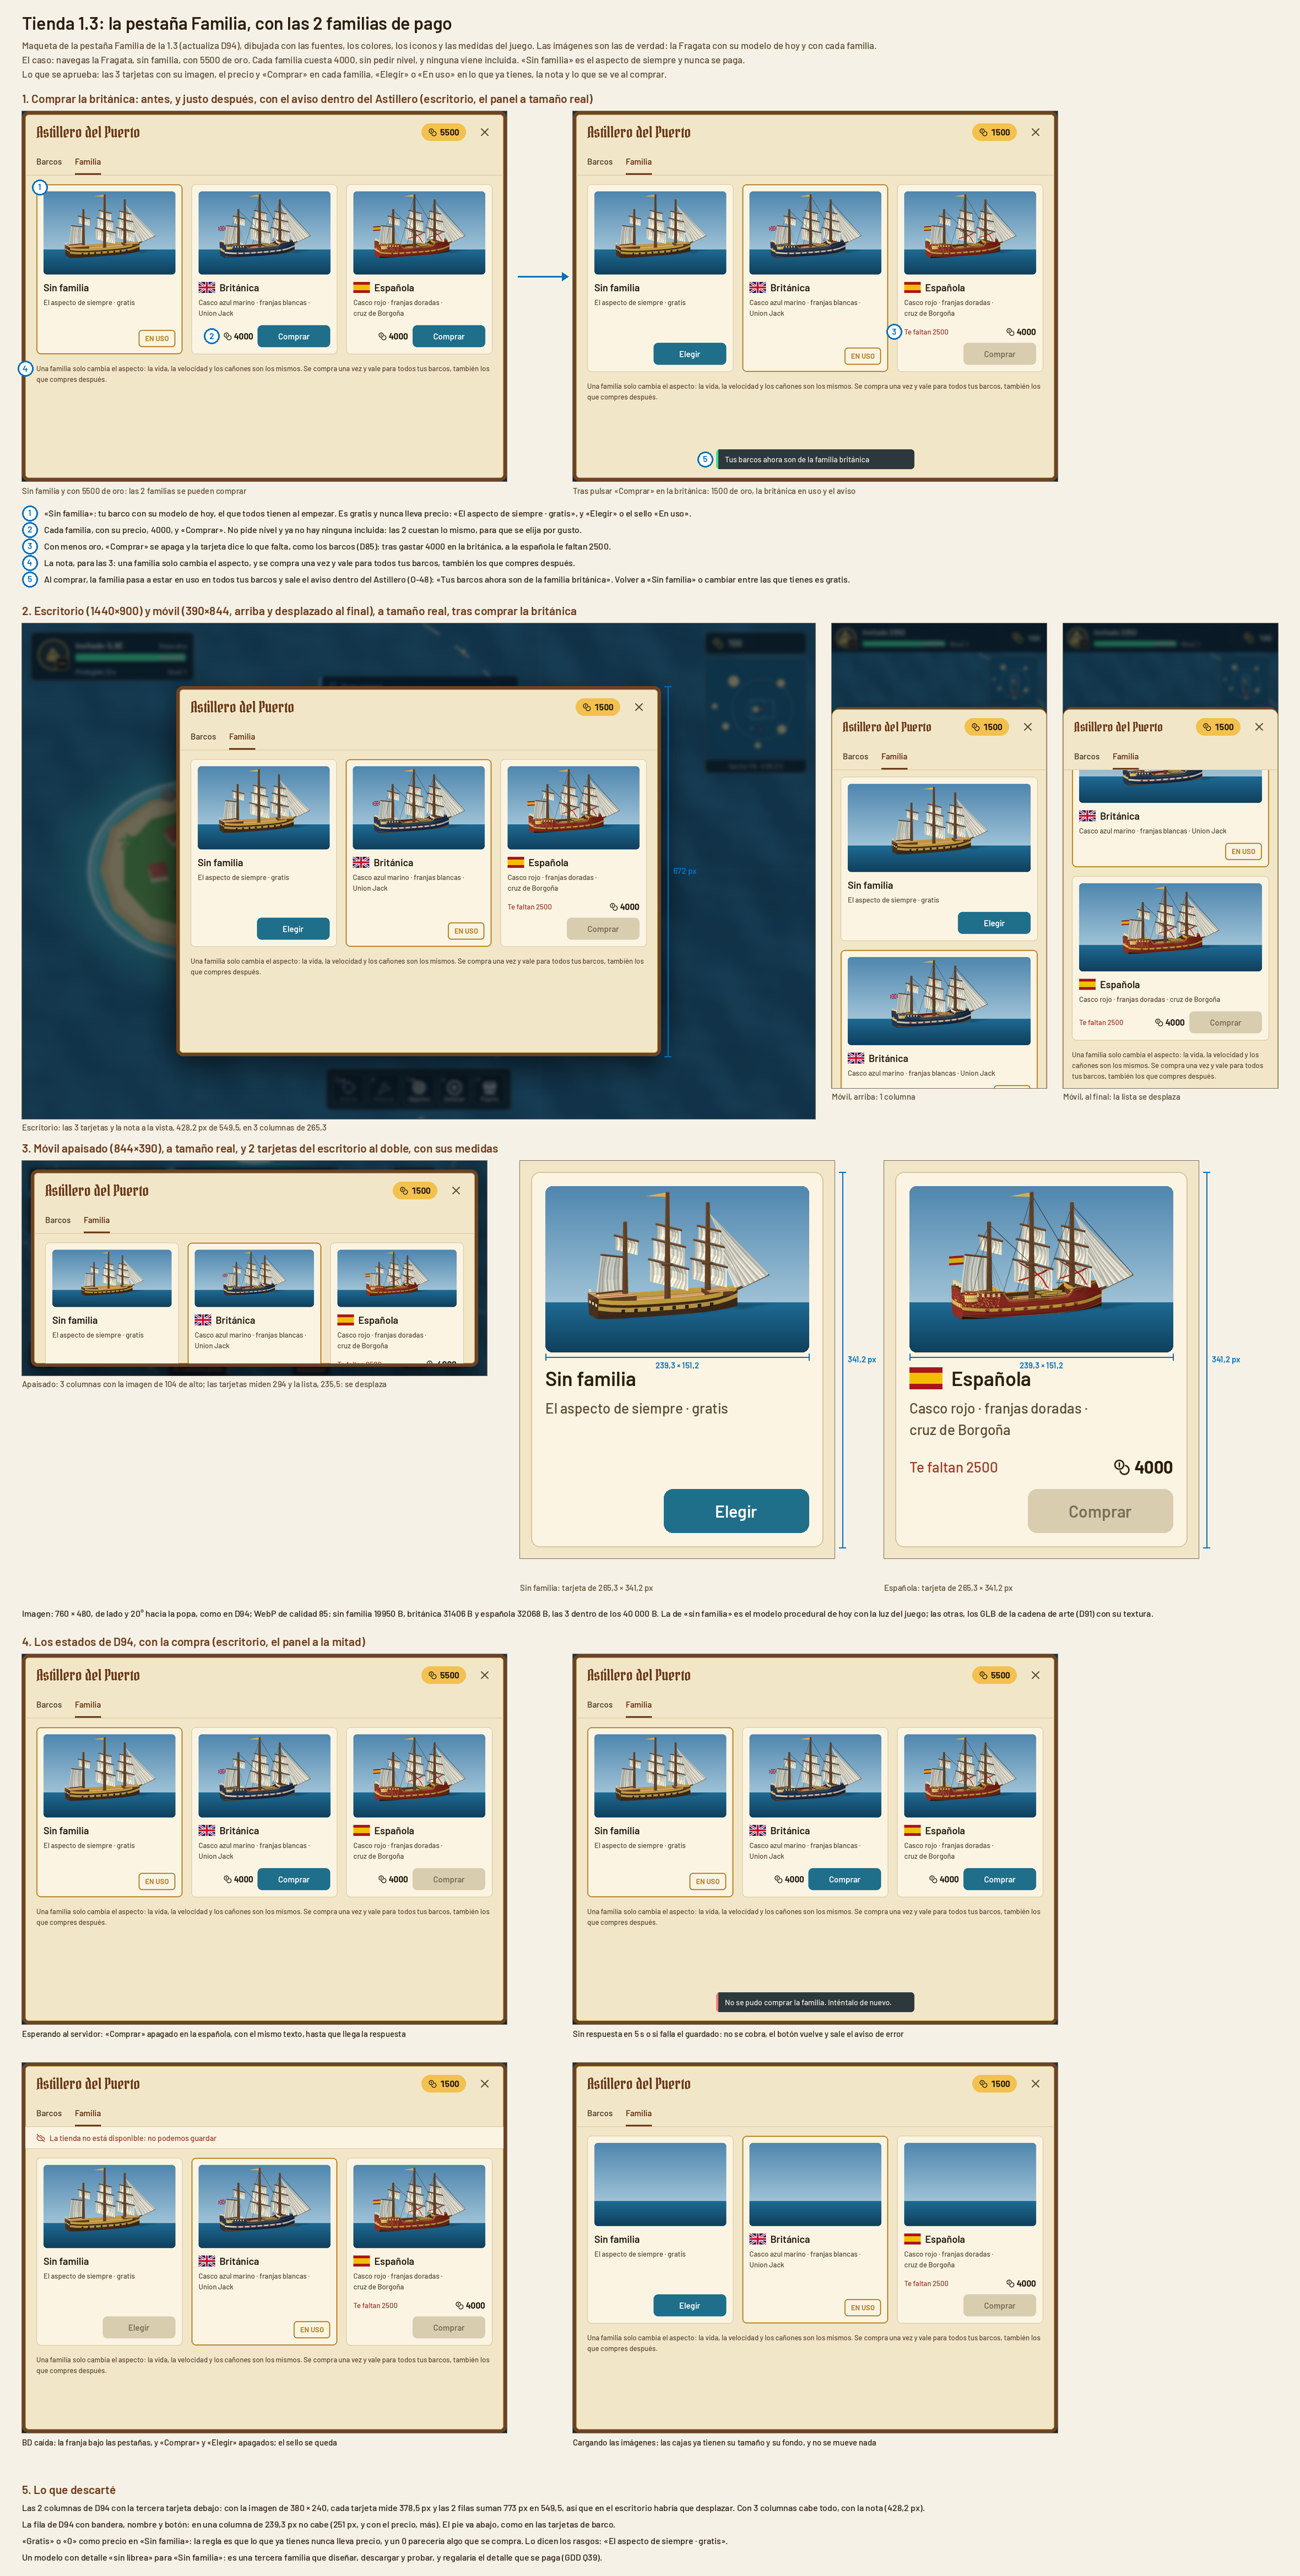 Tienda 1.3: la pestaña Familia, con las 2 familias de pago
Maqueta de la pestaña Familia de la 1.3 (actualiza D94), dibujada con las fuentes, los colores, los iconos y las medidas del juego. Las imágenes son las de verdad: la Fragata con su modelo de hoy y con cada familia.
El caso: navegas la Fragata, sin familia, con 5500 de oro. Cada familia cuesta 4000, sin pedir nivel, y ninguna viene incluida. «Sin familia» es el aspecto de siempre y nunca se paga.
Lo que se aprueba: las 3 tarjetas con su imagen, el precio y «Comprar» en cada familia, «Elegir» o «En uso» en lo que ya tienes, la nota y lo que se ve al comprar.
1. Comprar la británica: antes, y justo después, con el aviso dentro del Astillero (escritorio, el panel a tamaño real)
Astillero del Puerto
5500
Barcos
Familia
1
Sin familia
El aspecto de siempre · gratis
EN USO
Británica
Casco azul marino · franjas blancas ·
Union Jack
2
4000
Comprar
Española
Casco rojo · franjas doradas ·
cruz de Borgoña
4000
Comprar
4
Una familia solo cambia el aspecto: la vida, la velocidad y los cañones son los mismos. Se compra una vez y vale para todos tus barcos, también los
que compres después.
Sin familia y con 5500 de oro: las 2 familias se pueden comprar
Astillero del Puerto
1500
Barcos
Familia
Sin familia
El aspecto de siempre · gratis
Elegir
Británica
Casco azul marino · franjas blancas ·
Union Jack
EN USO
Española
Casco rojo · franjas doradas ·
cruz de Borgoña
3
Te faltan 2500
4000
Comprar
Una familia solo cambia el aspecto: la vida, la velocidad y los cañones son los mismos. Se compra una vez y vale para todos tus barcos, también los
que compres después.
5
Tus barcos ahora son de la familia británica
Tras pulsar «Comprar» en la británica: 1500 de oro, la británica en uso y el aviso
1 «Sin familia»: tu barco con su modelo de hoy, el que todos tienen al empezar. Es gratis y nunca lleva precio: «El aspecto de siempre · gratis», y «Elegir» o el sello «En uso».
2 Cada familia, con su precio, 4000, y «Comprar». No pide nivel y ya no hay ninguna incluida: las 2 cuestan lo mismo, para que se elija por gusto.
3 Con menos oro, «Comprar» se apaga y la tarjeta dice lo que falta, como los barcos (D85): tras gastar 4000 en la británica, a la española le faltan 2500.
4 La nota, para las 3: una familia solo cambia el aspecto, y se compra una vez y vale para todos tus barcos, también los que compres después.
5 Al comprar, la familia pasa a estar en uso en todos tus barcos y sale el aviso dentro del Astillero (O-48): «Tus barcos ahora son de la familia británica». Volver a «Sin familia» o cambiar entre las que tienes es gratis.
2. Escritorio (1440×900) y móvil (390×844, arriba y desplazado al final), a tamaño real, tras comprar la británica
Astillero del Puerto
1500
Barcos
Familia
Sin familia
El aspecto de siempre · gratis
Elegir
Británica
Casco azul marino · franjas blancas ·
Union Jack
EN USO
Española
Casco rojo · franjas doradas ·
cruz de Borgoña
Te faltan 2500
4000
Comprar
Una familia solo cambia el aspecto: la vida, la velocidad y los cañones son los mismos. Se compra una vez y vale para todos tus barcos, también los
que compres después.
672 px
Escritorio: las 3 tarjetas y la nota a la vista, 428,2 px de 549,5, en 3 columnas de 265,3
Astillero del Puerto
1500
Barcos
Familia
Sin familia
El aspecto de siempre · gratis
Elegir
Británica
Casco azul marino · franjas blancas · Union Jack
Móvil, arriba: 1 columna
Astillero del Puerto
1500
Barcos
Familia
Británica
Casco azul marino · franjas blancas · Union Jack
EN USO
Española
Casco rojo · franjas doradas · cruz de Borgoña
Te faltan 2500
4000
Comprar
Una familia solo cambia el aspecto: la vida, la velocidad y los
cañones son los mismos. Se compra una vez y vale para todos
tus barcos, también los que compres después.
Móvil, al final: la lista se desplaza
3. Móvil apaisado (844×390), a tamaño real, y 2 tarjetas del escritorio al doble, con sus medidas
Astillero del Puerto
1500
Barcos
Familia
Sin familia
El aspecto de siempre · gratis
Británica
Casco azul marino · franjas blancas ·
Union Jack
Española
Casco rojo · franjas doradas ·
cruz de Borgoña
Apaisado: 3 columnas con la imagen de 104 de alto; las tarjetas miden 294 y la lista, 235,5: se desplaza
239,3 × 151,2
Sin familia
El aspecto de siempre · gratis
Elegir
341,2 px
Sin familia: tarjeta de 265,3 × 341,2 px
239,3 × 151,2
Española
Casco rojo · franjas doradas ·
cruz de Borgoña
Te faltan 2500
4000
Comprar
341,2 px
Española: tarjeta de 265,3 × 341,2 px
Imagen: 760 × 480, de lado y 20° hacia la popa, como en D94; WebP de calidad 85: sin familia 19950 B, británica 31406 B y española 32068 B, las 3 dentro de los 40 000 B. La de «sin familia» es el modelo procedural de hoy con la luz del juego; las otras, los GLB de la cadena de arte (D91) con su textura.
4. Los estados de D94, con la compra (escritorio, el panel a la mitad)
Astillero del Puerto
5500
Barcos
Familia
Sin familia
El aspecto de siempre · gratis
EN USO
Británica
Casco azul marino · franjas blancas ·
Union Jack
4000
Comprar
Española
Casco rojo · franjas doradas ·
cruz de Borgoña
4000
Comprar
Una familia solo cambia el aspecto: la vida, la velocidad y los cañones son los mismos. Se compra una vez y vale para todos tus barcos, también los
que compres después.
Esperando al servidor: «Comprar» apagado en la española, con el mismo texto, hasta que llega la respuesta
Astillero del Puerto
5500
Barcos
Familia
Sin familia
El aspecto de siempre · gratis
EN USO
Británica
Casco azul marino · franjas blancas ·
Union Jack
4000
Comprar
Española
Casco rojo · franjas doradas ·
cruz de Borgoña
4000
Comprar
Una familia solo cambia el aspecto: la vida, la velocidad y los cañones son los mismos. Se compra una vez y vale para todos tus barcos, también los
que compres después.
No se pudo comprar la familia. Inténtalo de nuevo.
Sin respuesta en 5 s o si falla el guardado: no se cobra, el botón vuelve y sale el aviso de error
Astillero del Puerto
1500
Barcos
Familia
La tienda no está disponible: no podemos guardar
Sin familia
El aspecto de siempre · gratis
Elegir
Británica
Casco azul marino · franjas blancas ·
Union Jack
EN USO
Española
Casco rojo · franjas doradas ·
cruz de Borgoña
Te faltan 2500
4000
Comprar
Una familia solo cambia el aspecto: la vida, la velocidad y los cañones son los mismos. Se compra una vez y vale para todos tus barcos, también los
que compres después.
BD caída: la franja bajo las pestañas, y «Comprar» y «Elegir» apagados; el sello se queda
Astillero del Puerto
1500
Barcos
Familia
Sin familia
El aspecto de siempre · gratis
Elegir
Británica
Casco azul marino · franjas blancas ·
Union Jack
EN USO
Española
Casco rojo · franjas doradas ·
cruz de Borgoña
Te faltan 2500
4000
Comprar
Una familia solo cambia el aspecto: la vida, la velocidad y los cañones son los mismos. Se compra una vez y vale para todos tus barcos, también los
que compres después.
Cargando las imágenes: las cajas ya tienen su tamaño y su fondo, y no se mueve nada
5. Lo que descarté
Las 2 columnas de D94 con la tercera tarjeta debajo: con la imagen de 380 × 240, cada tarjeta mide 378,5 px y las 2 filas suman 773 px en 549,5, así que en el escritorio habría que desplazar. Con 3 columnas cabe todo, con la nota (428,2 px).
La fila de D94 con bandera, nombre y botón: en una columna de 239,3 px no cabe (251 px, y con el precio, más). El pie va abajo, como en las tarjetas de barco.
«Gratis» o «0» como precio en «Sin familia»: la regla es que lo que ya tienes nunca lleva precio, y un 0 parecería algo que se compra. Lo dicen los rasgos: «El aspecto de siempre · gratis».
Un modelo con detalle «sin librea» para «Sin familia»: es una tercera familia que diseñar, descargar y probar, y regalaría el detalle que se paga (GDD Q39).